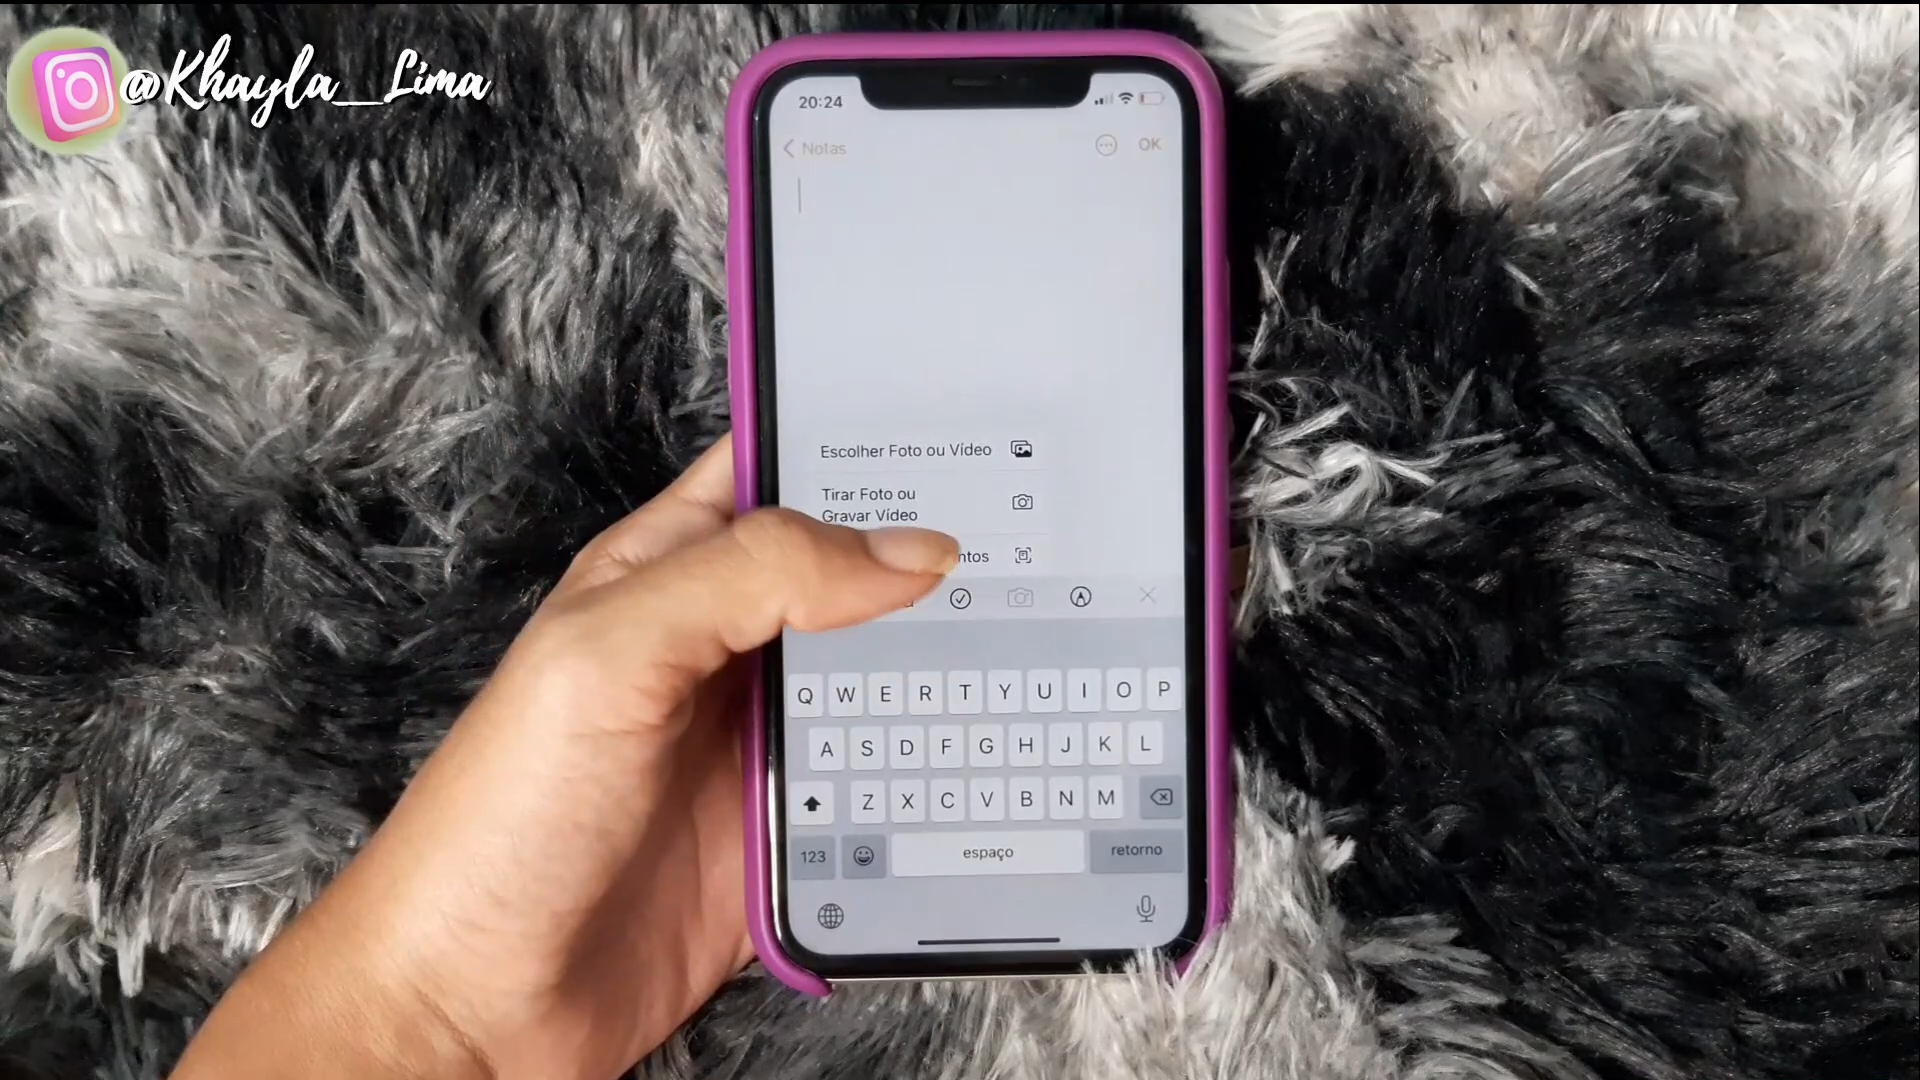 @Khayla_Lima
20:24
Notas
OK
Escolher Foto ou Vídeo
Tirar Foto ou
Gravar Vídeo
ntos
Q W E R T Y U I O P
A S D F G H J K L
Z X C V B N M
123
espaço
retorno